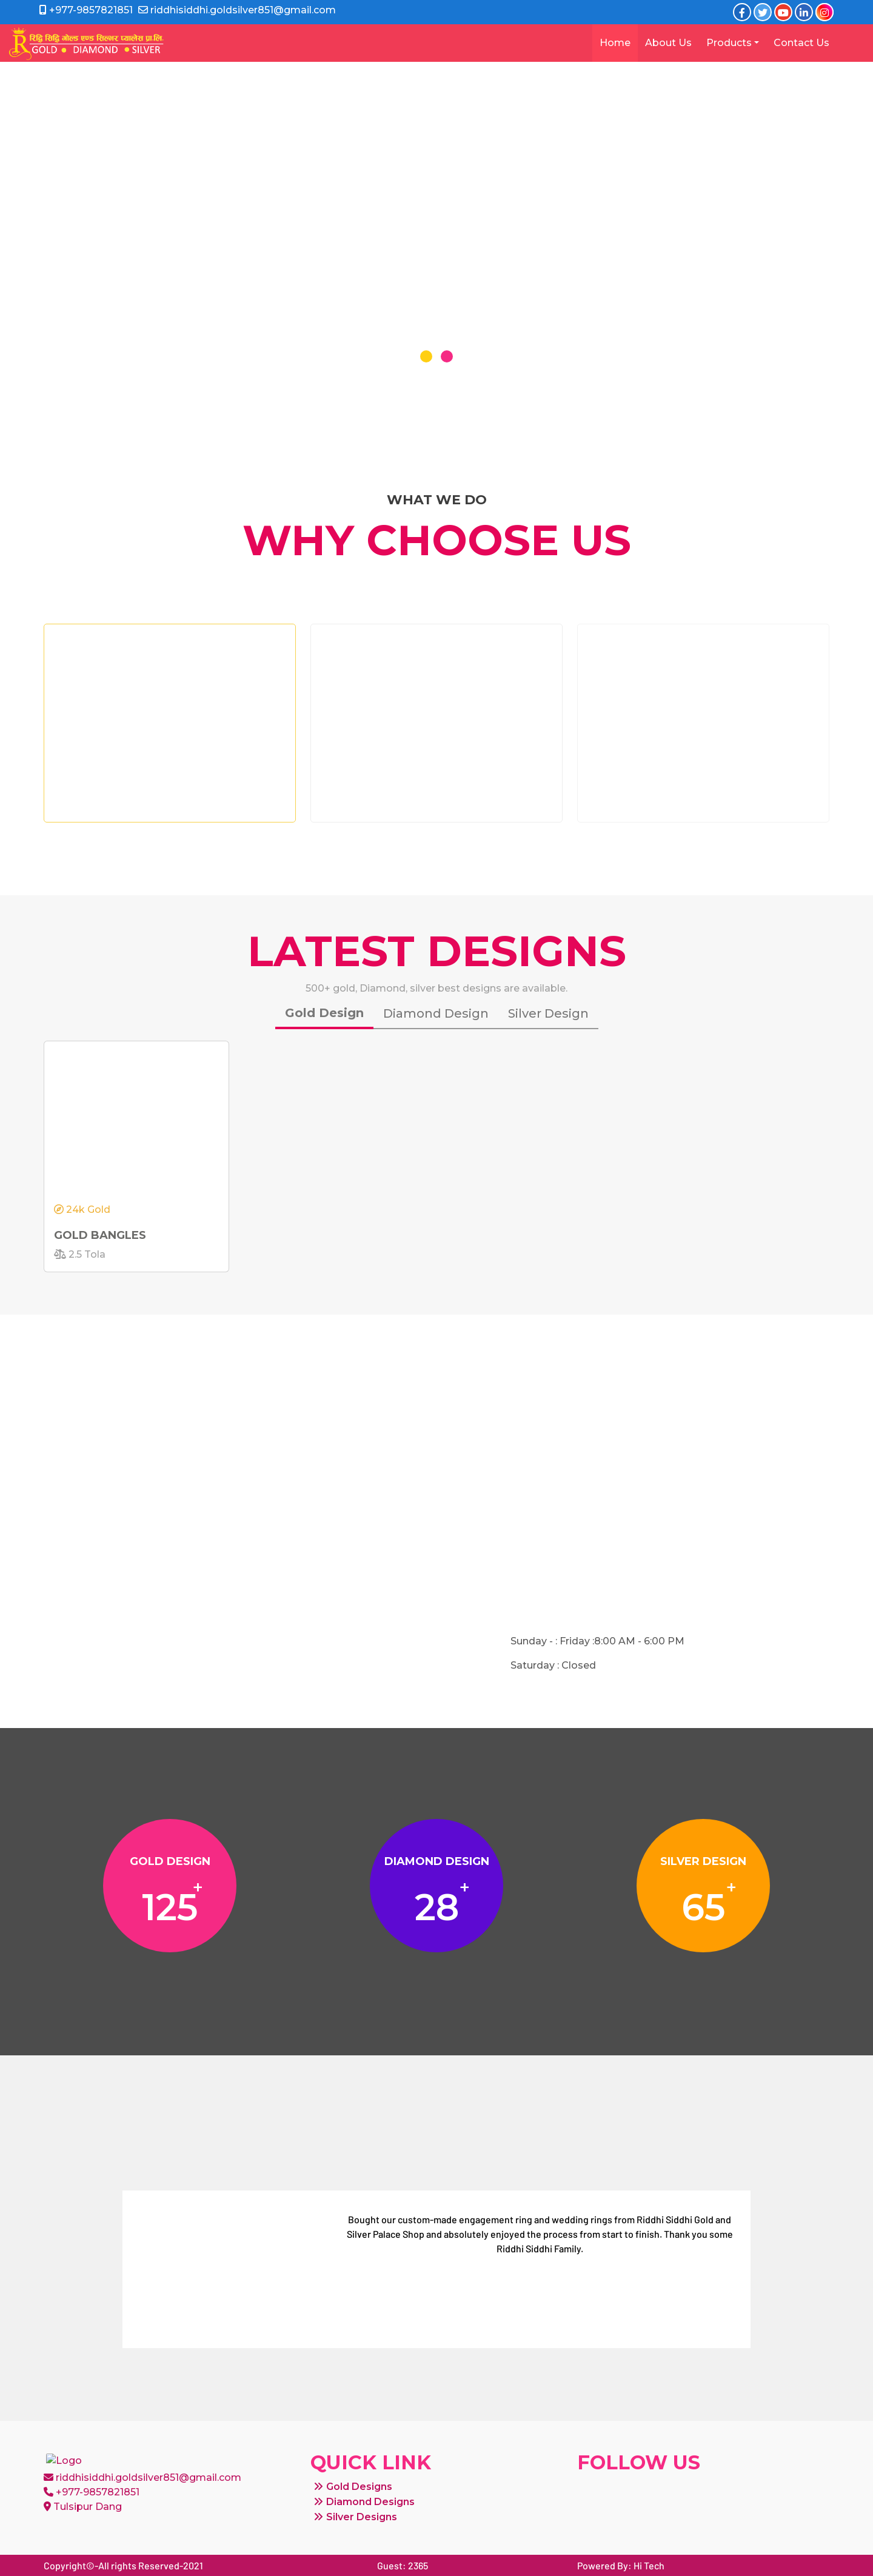 +977-9857821851 riddhisiddhi.goldsilver851@gmail.com
रिद्धि सिद्धि गोल्ड एण्ड सिल्भर प्यालेस प्रा.लि.
GOLD • DIAMOND • SILVER
Home About Us Products Contact Us
WHAT WE DO
WHY CHOOSE US
LATEST DESIGNS
500+ gold, Diamond, silver best designs are available.
Gold Design Diamond Design Silver Design
24k Gold
GOLD BANGLES
2.5 Tola
Sunday - : Friday :8:00 AM - 6:00 PM
Saturday : Closed
GOLD DESIGN
125+
DIAMOND DESIGN
28+
SILVER DESIGN
65+
Bought our custom-made engagement ring and wedding rings from Riddhi Siddhi Gold and
Silver Palace Shop and absolutely enjoyed the process from start to finish. Thank you some
Riddhi Siddhi Family.
Logo
riddhisiddhi.goldsilver851@gmail.com
+977-9857821851
Tulsipur Dang
QUICK LINK
Gold Designs
Diamond Designs
Silver Designs
FOLLOW US
Copyright©-All rights Reserved-2021 Guest: 2365 Powered By: Hi Tech